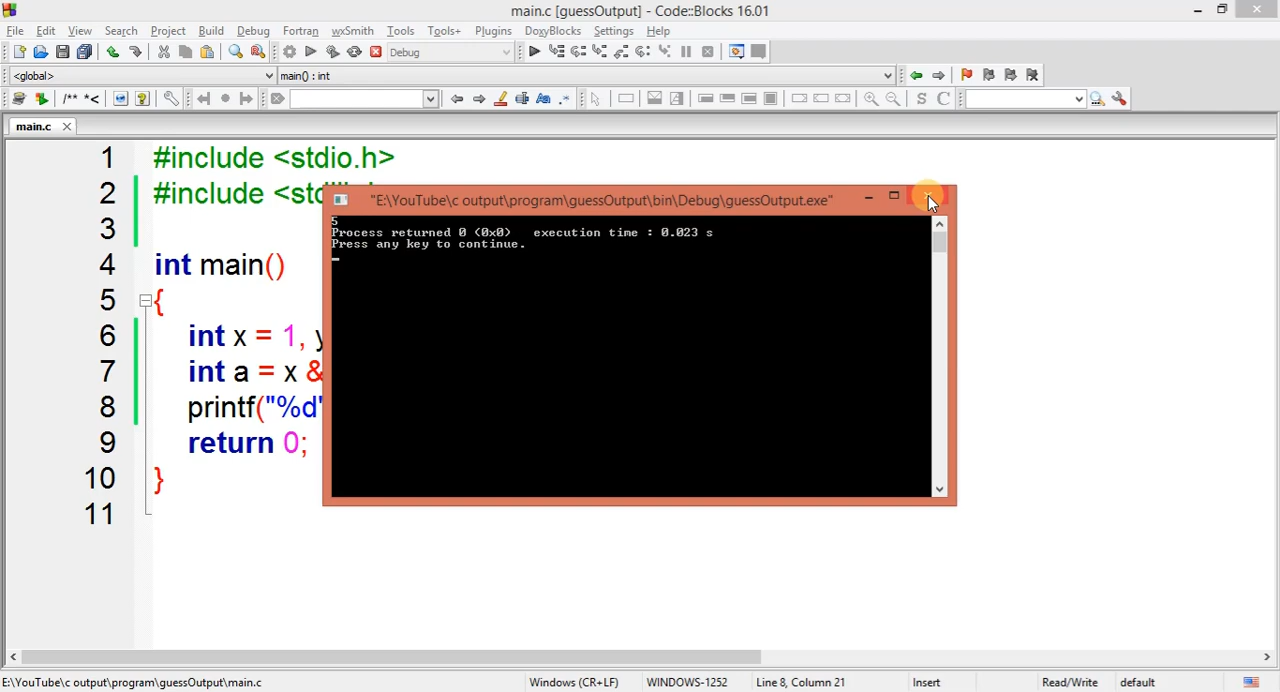 main.c [guessOutput] - Code::Blocks 16.01
File Edit View Search Project Build Debug Fortran wxSmith Tools Tools+ Plugins DoxyBlocks Settings Help
Debug
<global> main() : int
/** *<
S C
main.c
1 #include <stdio.h>
2 #include
"E:\YouTube\c output\program\guessOutput\bin\Debug\guessOutput.exe"
5
Process returned 0 (0x0) execution time : 0.023 s
Press any key to continue.
3
4 int main()
5 {
6 int x = 1,
7 int a = x &
8 printf("%d"
9 return 0;
10 }
11
E:\YouTube\c output\program\guessOutput\main.c Windows (CR+LF) WINDOWS-1252 Line 8, Column 21 Insert Read/Write default